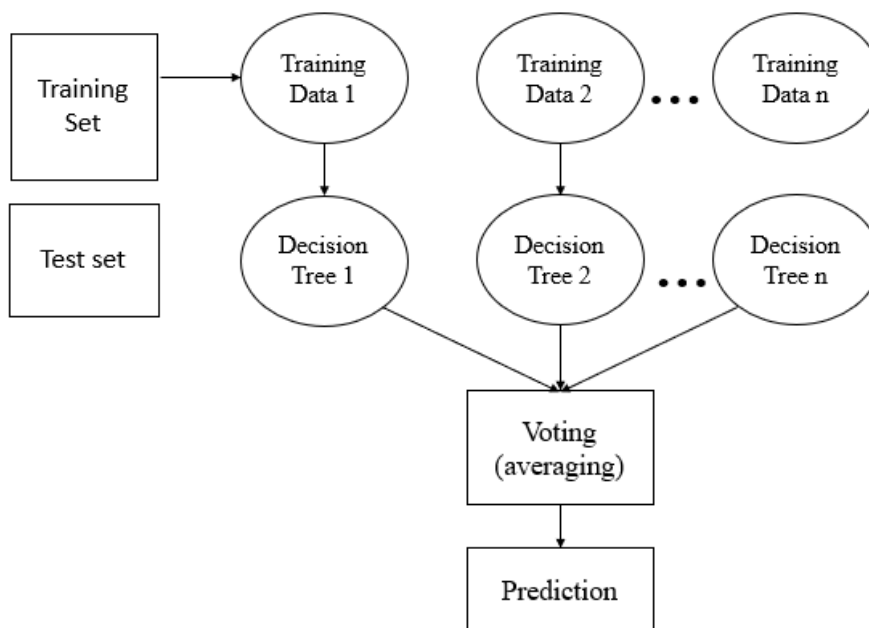 Training
Set
Training
Data 1
Training
Data 2
Training
Data n
Test set
Decision
Tree 1
Decision
Tree 2
Decision
Tree n
Voting
(averaging)
Prediction